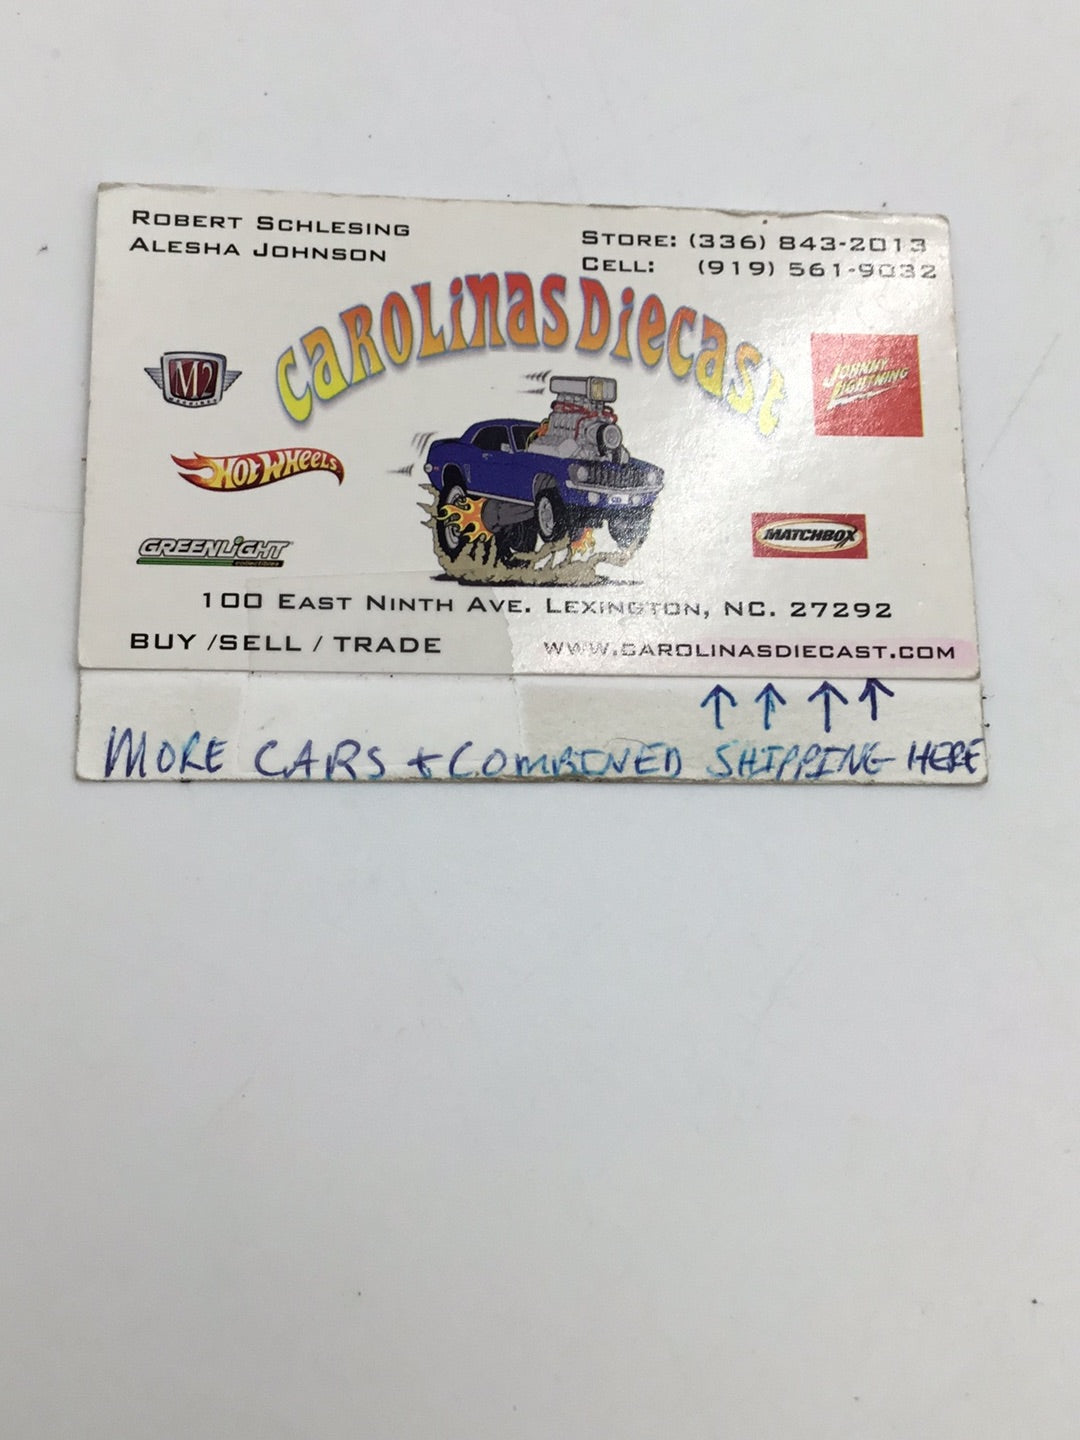 ROBERT SCHLESING
ALESHA JOHNSON
STORE: (336) 843-2013
CELL: (919) 561-9032
CAROLINAS DIECAST
M2
MACHINES
JOHNNY LIGHTNING
HOT WHEELS
GREENLIGHT
collectibles
MATCHBOX
100 EAST NINTH AVE. LEXINGTON, NC. 27292
BUY /SELL / TRADE
WWW.CAROLINASDIECAST.COM
↑ ↑ ↑ ↑
MORE CARS + COMBINED SHIPPING HERE